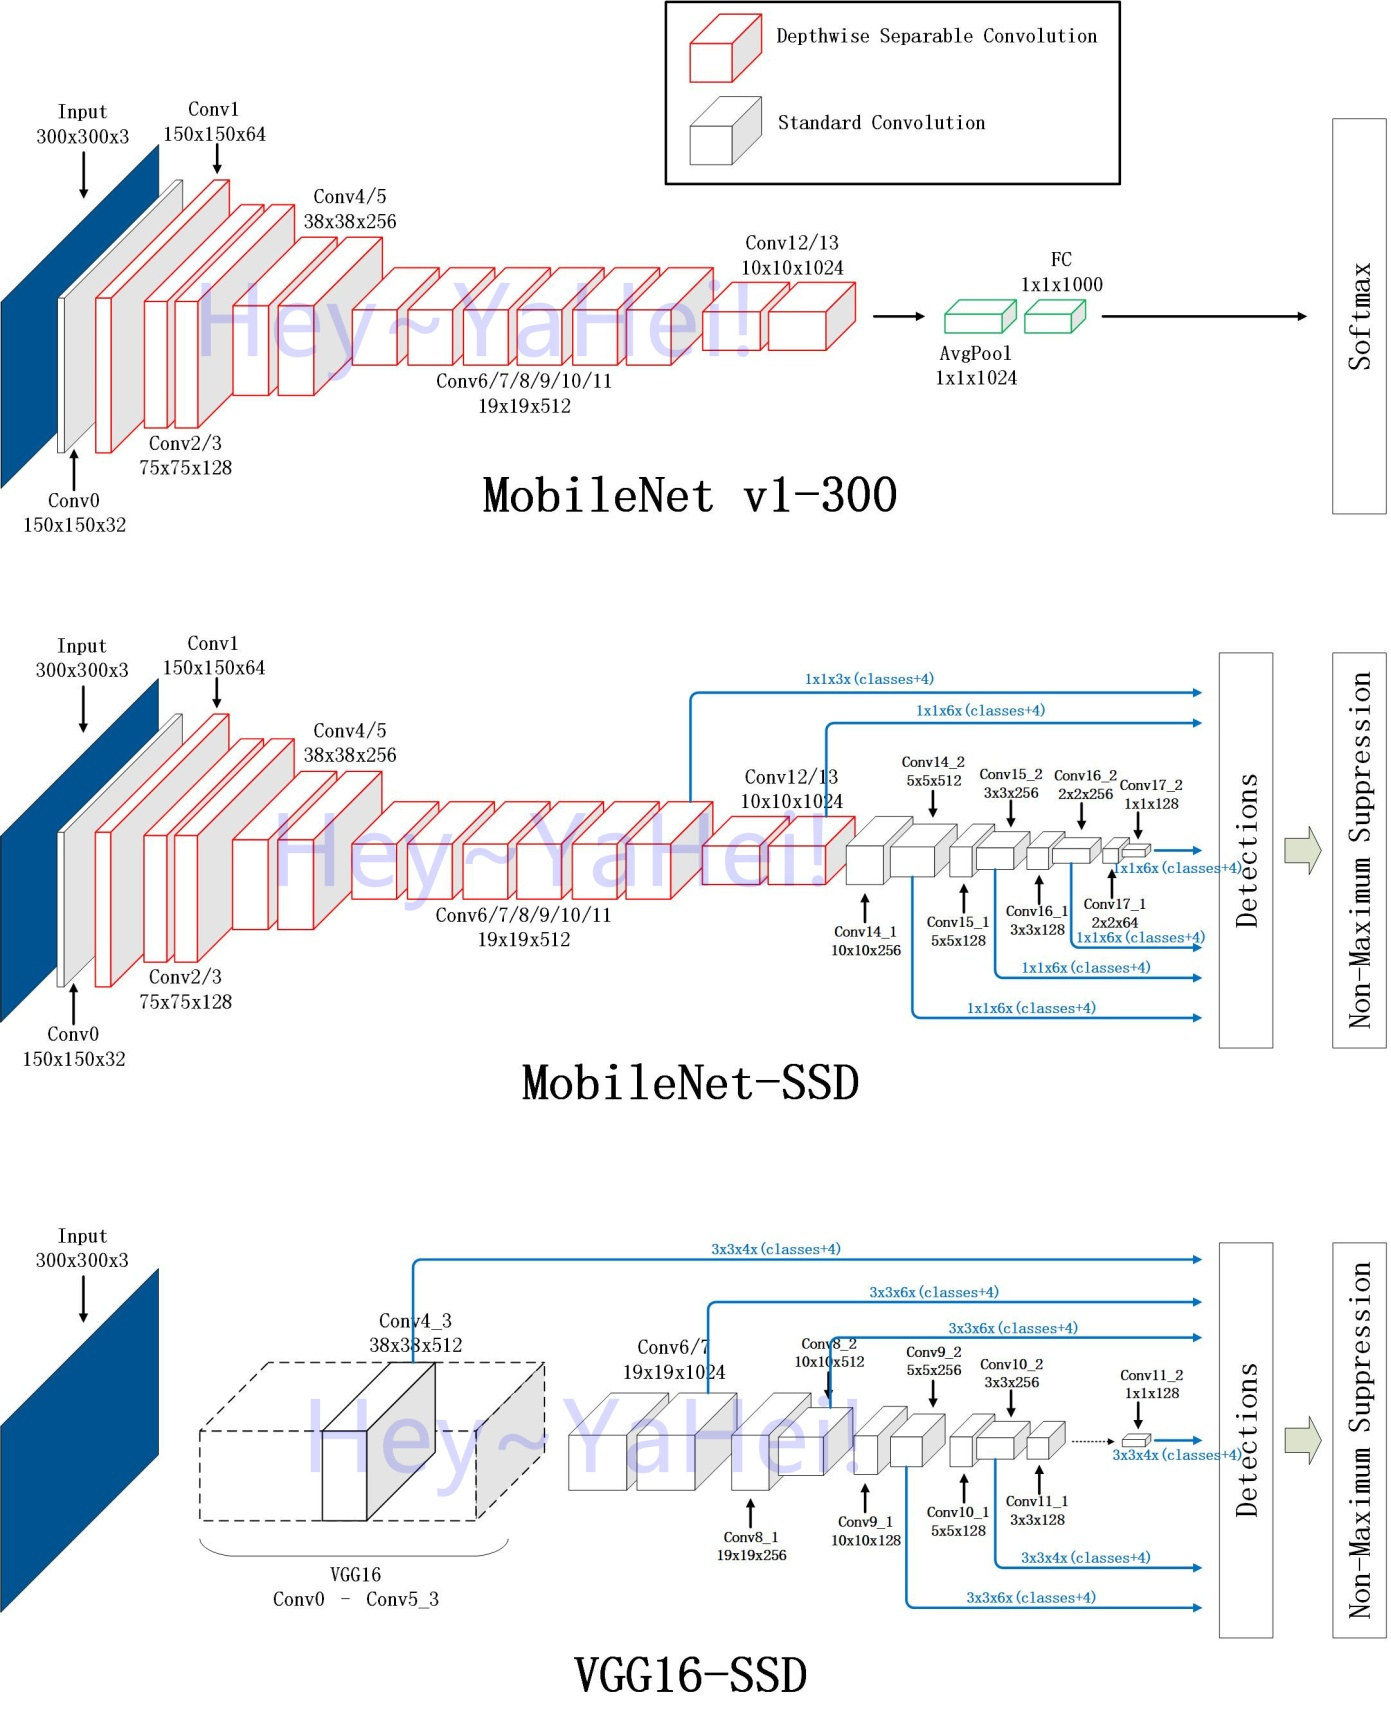 Depthwise Separable Convolution
Standard Convolution
Input
300x300x3
Conv1
150x150x64
Conv4/5
38x38x256
Conv12/13
10x10x1024
FC
1x1x1000
Softmax
Hey~YaHei!
AvgPool
1x1x1024
Conv6/7/8/9/10/11
19x19x512
Conv2/3
75x75x128
Conv0
150x150x32
MobileNet v1-300
Input
300x300x3
Conv1
150x150x64
1x1x3x(classes+4)
1x1x6x(classes+4)
Conv4/5
38x38x256
Conv12/13
10x10x1024
Conv14_2
5x5x512
Conv15_2
3x3x256
Conv16_2
2x2x256
Conv17_2
1x1x128
Hey~YaHei!
1x1x6x(classes+4)
Detections
Non-Maximum Suppression
Conv6/7/8/9/10/11
19x19x512
Conv14_1
10x10x256
Conv15_1
5x5x128
Conv16_1
3x3x128
Conv17_1
2x2x64
1x1x6x(classes+4)
1x1x6x(classes+4)
1x1x6x(classes+4)
Conv2/3
75x75x128
Conv0
150x150x32
MobileNet-SSD
Input
300x300x3
3x3x4x(classes+4)
3x3x6x(classes+4)
3x3x6x(classes+4)
Conv4_3
38x38x512
Conv6/7
19x19x1024
Conv8_2
10x10x512
Conv9_2
5x5x256
Conv10_2
3x3x256
Conv11_2
1x1x128
Hey~YaHei!
3x3x4x(classes+4)
Detections
Non-Maximum Suppression
Conv8_1
19x19x256
Conv9_1
10x10x128
Conv10_1
5x5x128
Conv11_1
3x3x128
3x3x4x(classes+4)
3x3x6x(classes+4)
VGG16
Conv0 - Conv5_3
VGG16-SSD